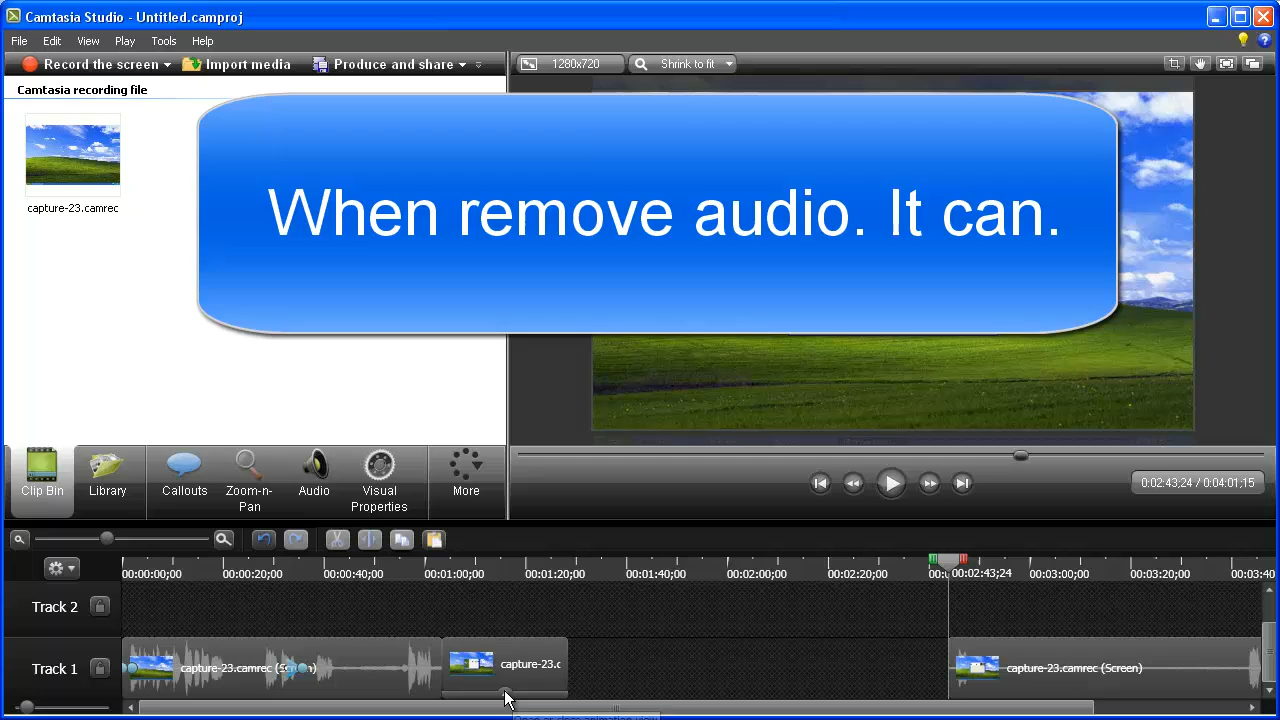 Camtasia Studio - Untitled.camproj
File Edit View Play Tools Help
Record the screen Import media Produce and share 1280x720 Shrink to fit
Camtasia recording file
capture-23.camrec
When remove audio. It can.
Clip Bin Library Callouts Zoom-n-Pan Audio Visual Properties More
0:02:43;24 / 0:04:01;15
00:00:00;00 00:00:20;00 00:00:40;00 00:01:00;00 00:01:20;00 00:01:40;00 00:02:00;00 00:02:20;00 00:02:43;24 00:03:00;00 00:03:20;00 00:03:40
Track 2
Track 1 capture-23.camrec (Screen) capture-23.c capture-23.camrec (Screen)